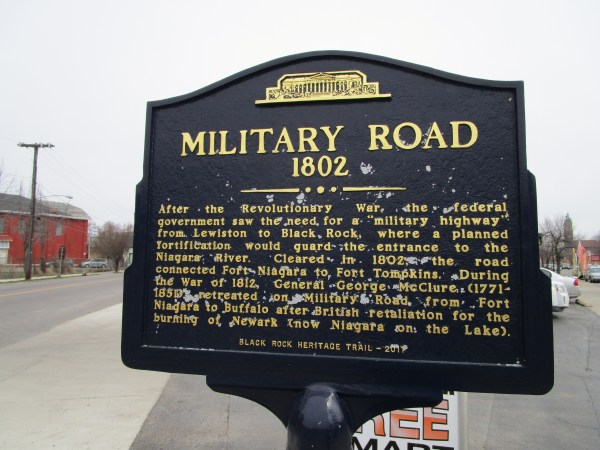 MILITARY ROAD
1802
After the Revolutionary War, the federal
government saw the need for a "military highway"
from Lewiston to Black Rock, where a planned
fortification would guard the entrance to the
Niagara River. Cleared in 1802, the road
connected Fort Niagara to Fort Tompkins. During
the War of 1812, General George McClure (1771-
1851) retreated on Military Road from Fort
Niagara to Buffalo after British retaliation for the
burning of Newark (now Niagara on the Lake).
BLACK ROCK HERITAGE TRAIL - 2017
REE
MART